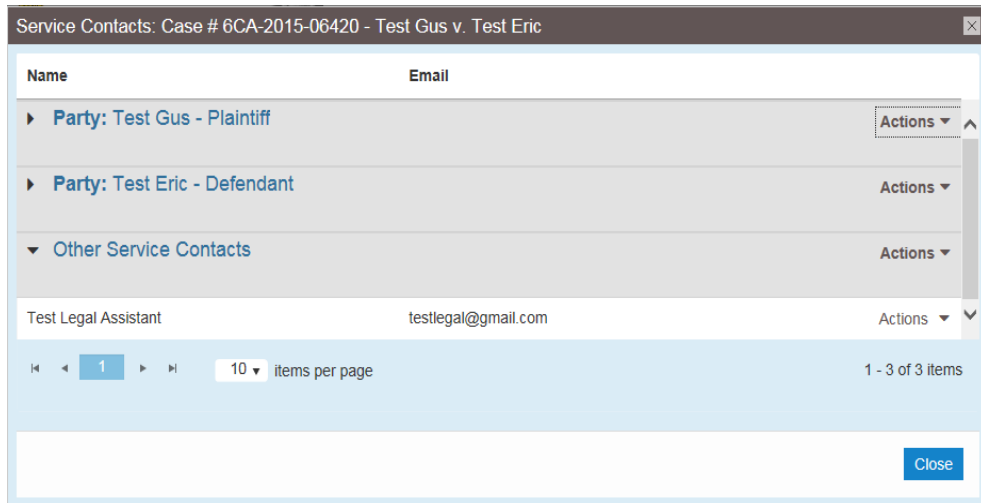 Service Contacts: Case # 6CA-2015-06420 - Test Gus v. Test Eric
Name Email
Party: Test Gus - Plaintiff Actions
Party: Test Eric - Defendant Actions
Other Service Contacts Actions
Test Legal Assistant testlegal@gmail.com Actions
1 10 items per page 1 - 3 of 3 items
Close